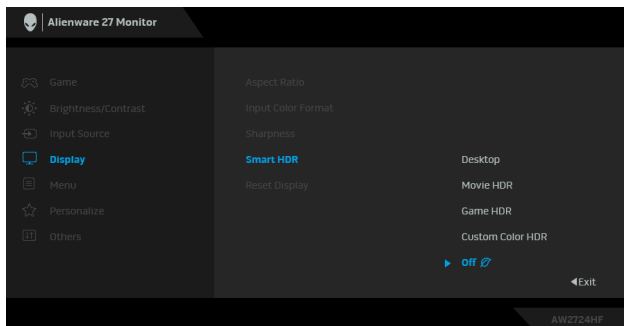 Alienware 27 Monitor
Game
Brightness/Contrast
Input Source
Display
Menu
Personalize
Others
Aspect Ratio
Input Color Format
Sharpness
Smart HDR
Reset Display
Desktop
Movie HDR
Game HDR
Custom Color HDR
Off
Exit
AW2724HF